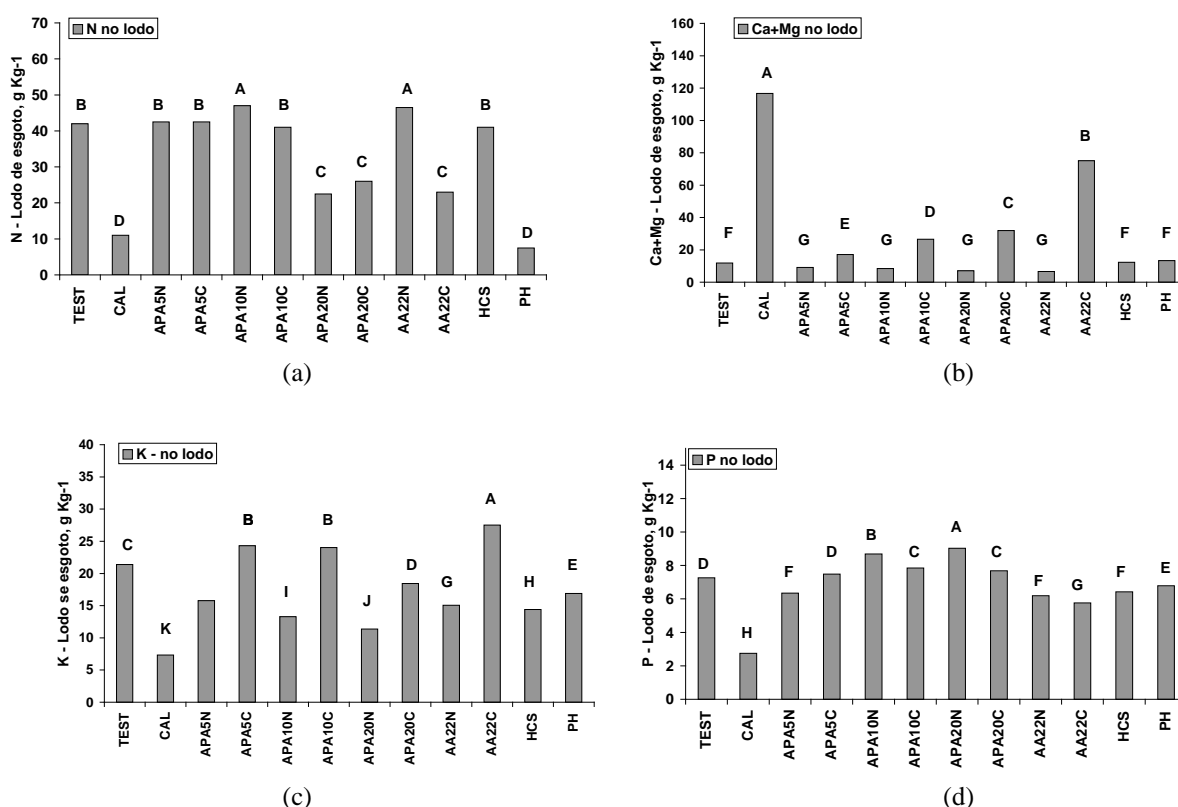 N no lodo
N - Lodo de esgoto, g Kg-1
70
60
50
40
30
20
10
0
B
D
B
B
A
B
C
C
A
C
B
D
TEST
CAL
APA5N
APA5C
APA10N
APA10C
APA20N
APA20C
AA22N
AA22C
HCS
PH
(a)
Ca+Mg no lodo
Ca+Mg - Lodo de esgoto, g Kg-1
160
140
120
100
80
60
40
20
0
F
A
G
E
G
D
G
C
G
B
F
F
TEST
CAL
APA5N
APA5C
APA10N
APA10C
APA20N
APA20C
AA22N
AA22C
HCS
PH
(b)
K - no lodo
K - Lodo se esgoto, g Kg-1
40
35
30
25
20
15
10
5
0
C
K
B
I
B
J
D
G
A
H
E
TEST
CAL
APA5N
APA5C
APA10N
APA10C
APA20N
APA20C
AA22N
AA22C
HCS
PH
(c)
P no lodo
P - Lodo de esgoto, g Kg-1
14
12
10
8
6
4
2
0
D
H
F
D
B
C
A
C
F
G
F
E
TEST
CAL
APA5N
APA5C
APA10N
APA10C
APA20N
APA20C
AA22N
AA22C
HCS
PH
(d)